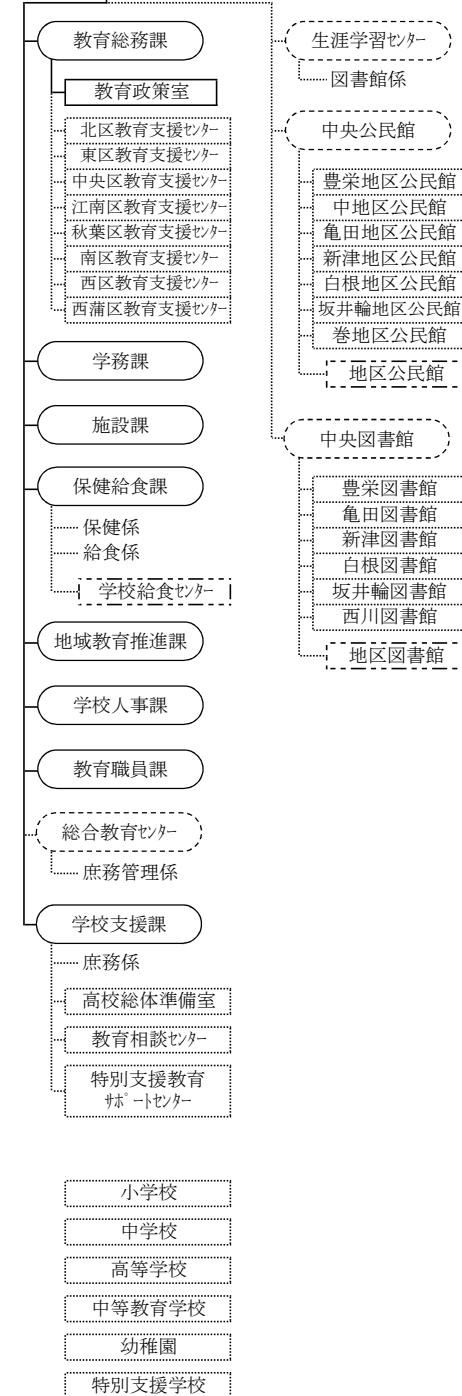 教育総務課
教育政策室
北区教育支援ｾﾝﾀｰ
東区教育支援ｾﾝﾀｰ
中央区教育支援ｾﾝﾀｰ
江南区教育支援ｾﾝﾀｰ
秋葉区教育支援ｾﾝﾀｰ
南区教育支援ｾﾝﾀｰ
西区教育支援ｾﾝﾀｰ
西蒲区教育支援ｾﾝﾀｰ
学務課
施設課
保健給食課
保健係
給食係
学校給食ｾﾝﾀｰ
地域教育推進課
学校人事課
教育職員課
総合教育ｾﾝﾀｰ
庶務管理係
学校支援課
庶務係
高校総体準備室
教育相談ｾﾝﾀｰ
特別支援教育
ｻﾎﾟｰﾄセンター
小学校
中学校
高等学校
中等教育学校
幼稚園
特別支援学校
生涯学習ｾﾝﾀｰ
図書館係
中央公民館
豊栄地区公民館
中地区公民館
亀田地区公民館
新津地区公民館
白根地区公民館
坂井輪地区公民館
巻地区公民館
地区公民館
中央図書館
豊栄図書館
亀田図書館
新津図書館
白根図書館
坂井輪図書館
西川図書館
地区図書館